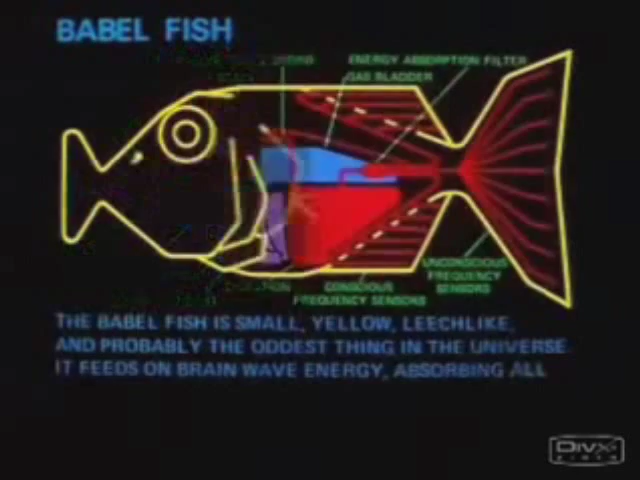 BABEL FISH
ENERGY ABSORPTION FILTER
GAS BLADDER
UNCONSCIOUS
FREQUENCY
SENSORS
CONSCIOUS
FREQUENCY SENSORS
THE BABEL FISH IS SMALL, YELLOW, LEECHLIKE,
AND PROBABLY THE ODDEST THING IN THE UNIVERSE.
IT FEEDS ON BRAIN WAVE ENERGY, ABSORBING ALL
DIVX
VIDEO